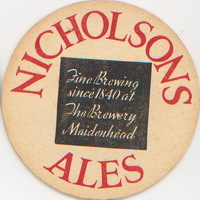 NICHOLSONS
Fine Brewing
since 1840 at
The Brewery
Maidenhead
ALES